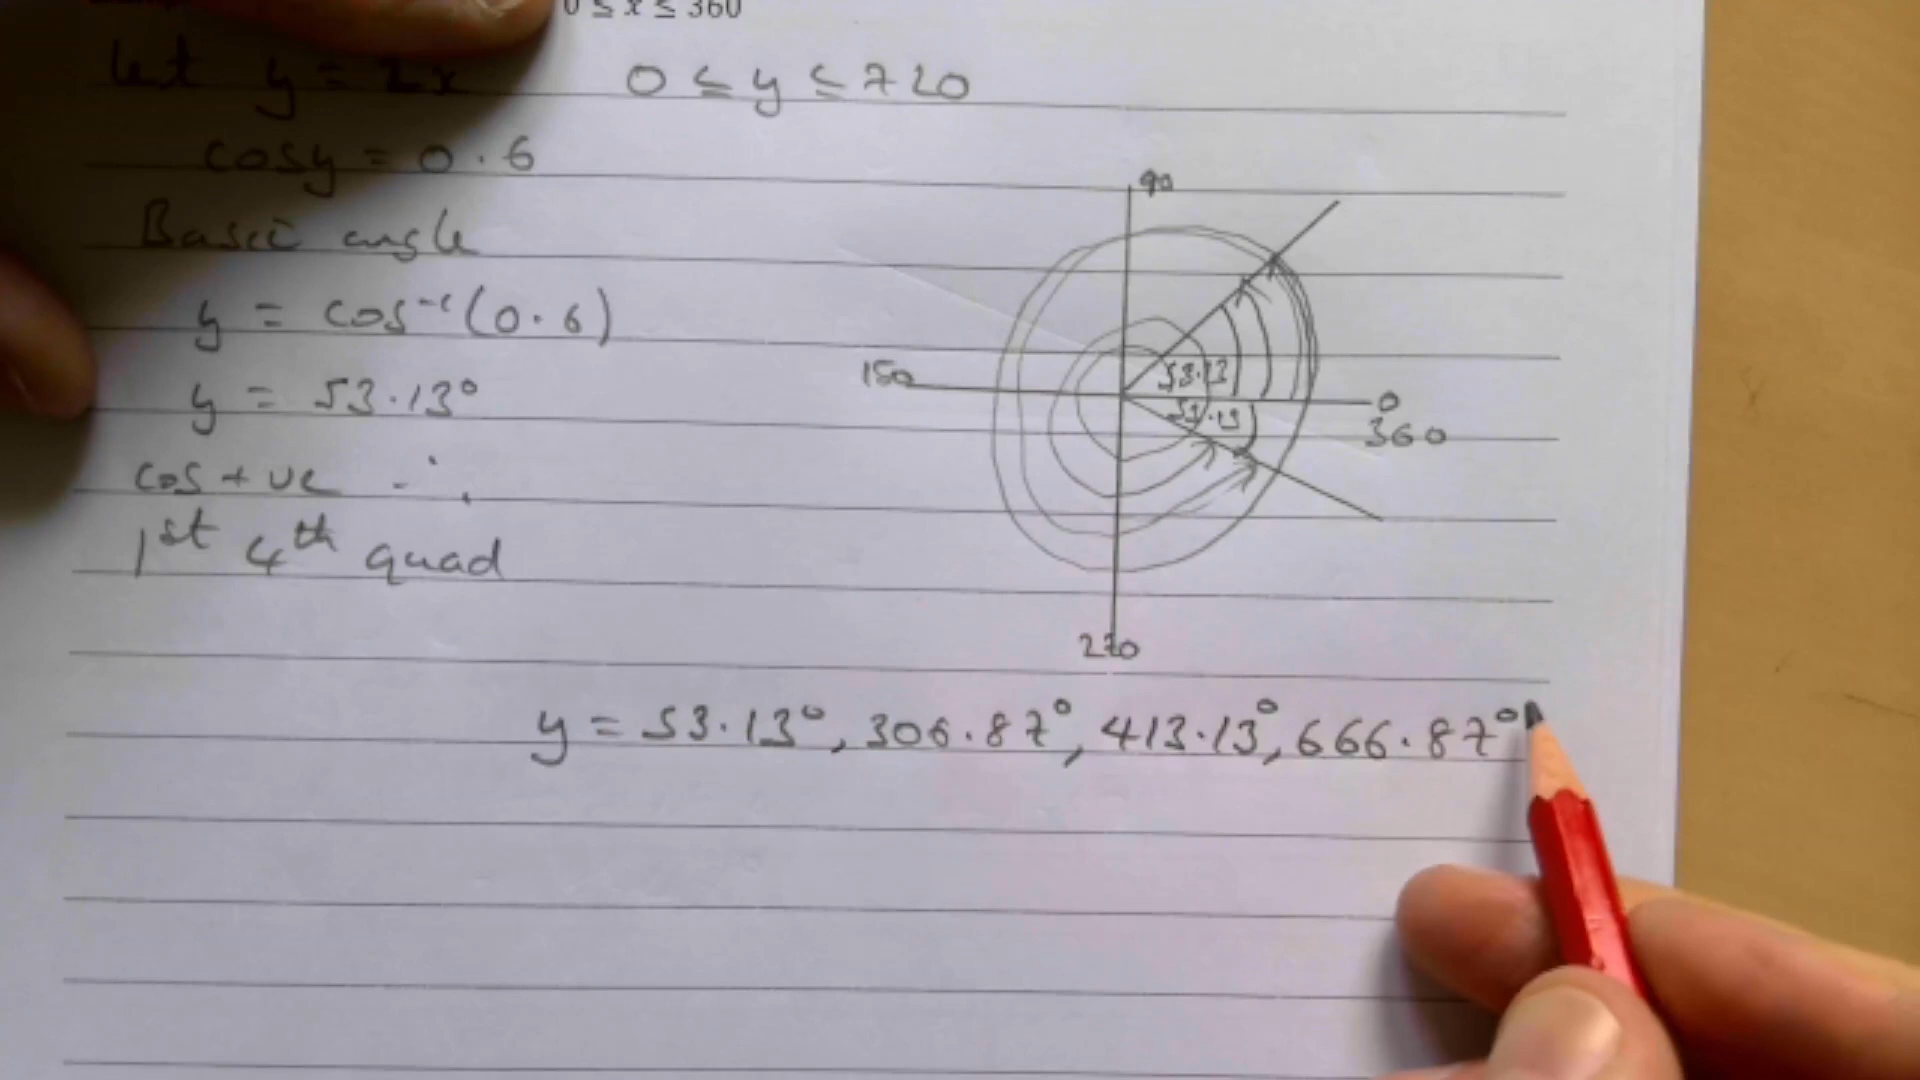 0 ≤ x ≤ 360
let y = 2x 0 ≤ y ≤ 720
cosy = 0.6
Basic angle
y = cos⁻¹(0.6)
y = 53.13°
cos +ve ∴
1st 4th quad
90
180
53.13
53.13
0
360
270
y = 53.13°, 306.87°, 413.13°, 666.87°